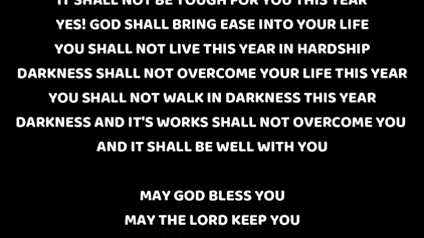 IT SHALL NOT BE TOUGH FOR YOU THIS YEAR
YES! GOD SHALL BRING EASE INTO YOUR LIFE
YOU SHALL NOT LIVE THIS YEAR IN HARDSHIP
DARKNESS SHALL NOT OVERCOME YOUR LIFE THIS YEAR
YOU SHALL NOT WALK IN DARKNESS THIS YEAR
DARKNESS AND IT'S WORKS SHALL NOT OVERCOME YOU
AND IT SHALL BE WELL WITH YOU
MAY GOD BLESS YOU
MAY THE LORD KEEP YOU